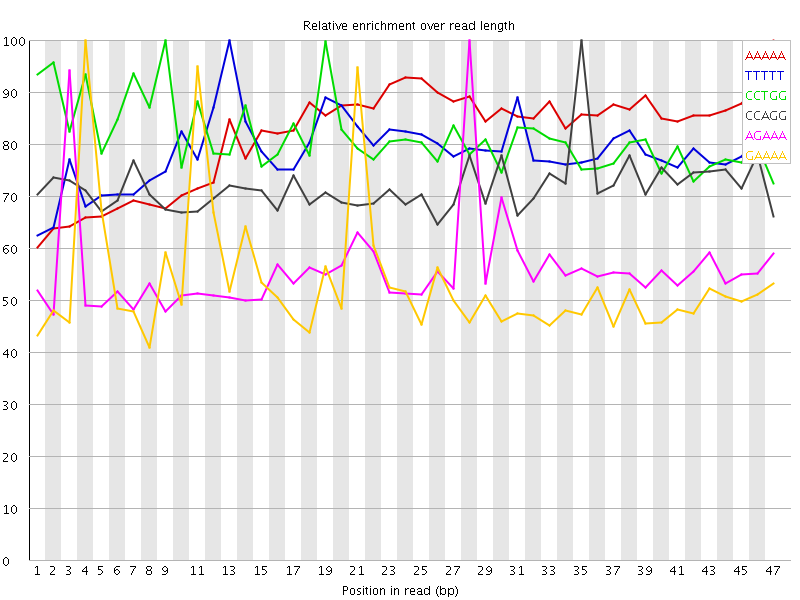 Relative enrichment over read length
100
90
80
70
60
50
40
30
20
10
0
AAAAA
TTTTT
CCTGG
CCAGG
AGAAA
GAAAA
1 2 3 4 5 6 7 8 9 11 13 15 17 19 21 23 25 27 29 31 33 35 37 39 41 43 45 47
Position in read (bp)